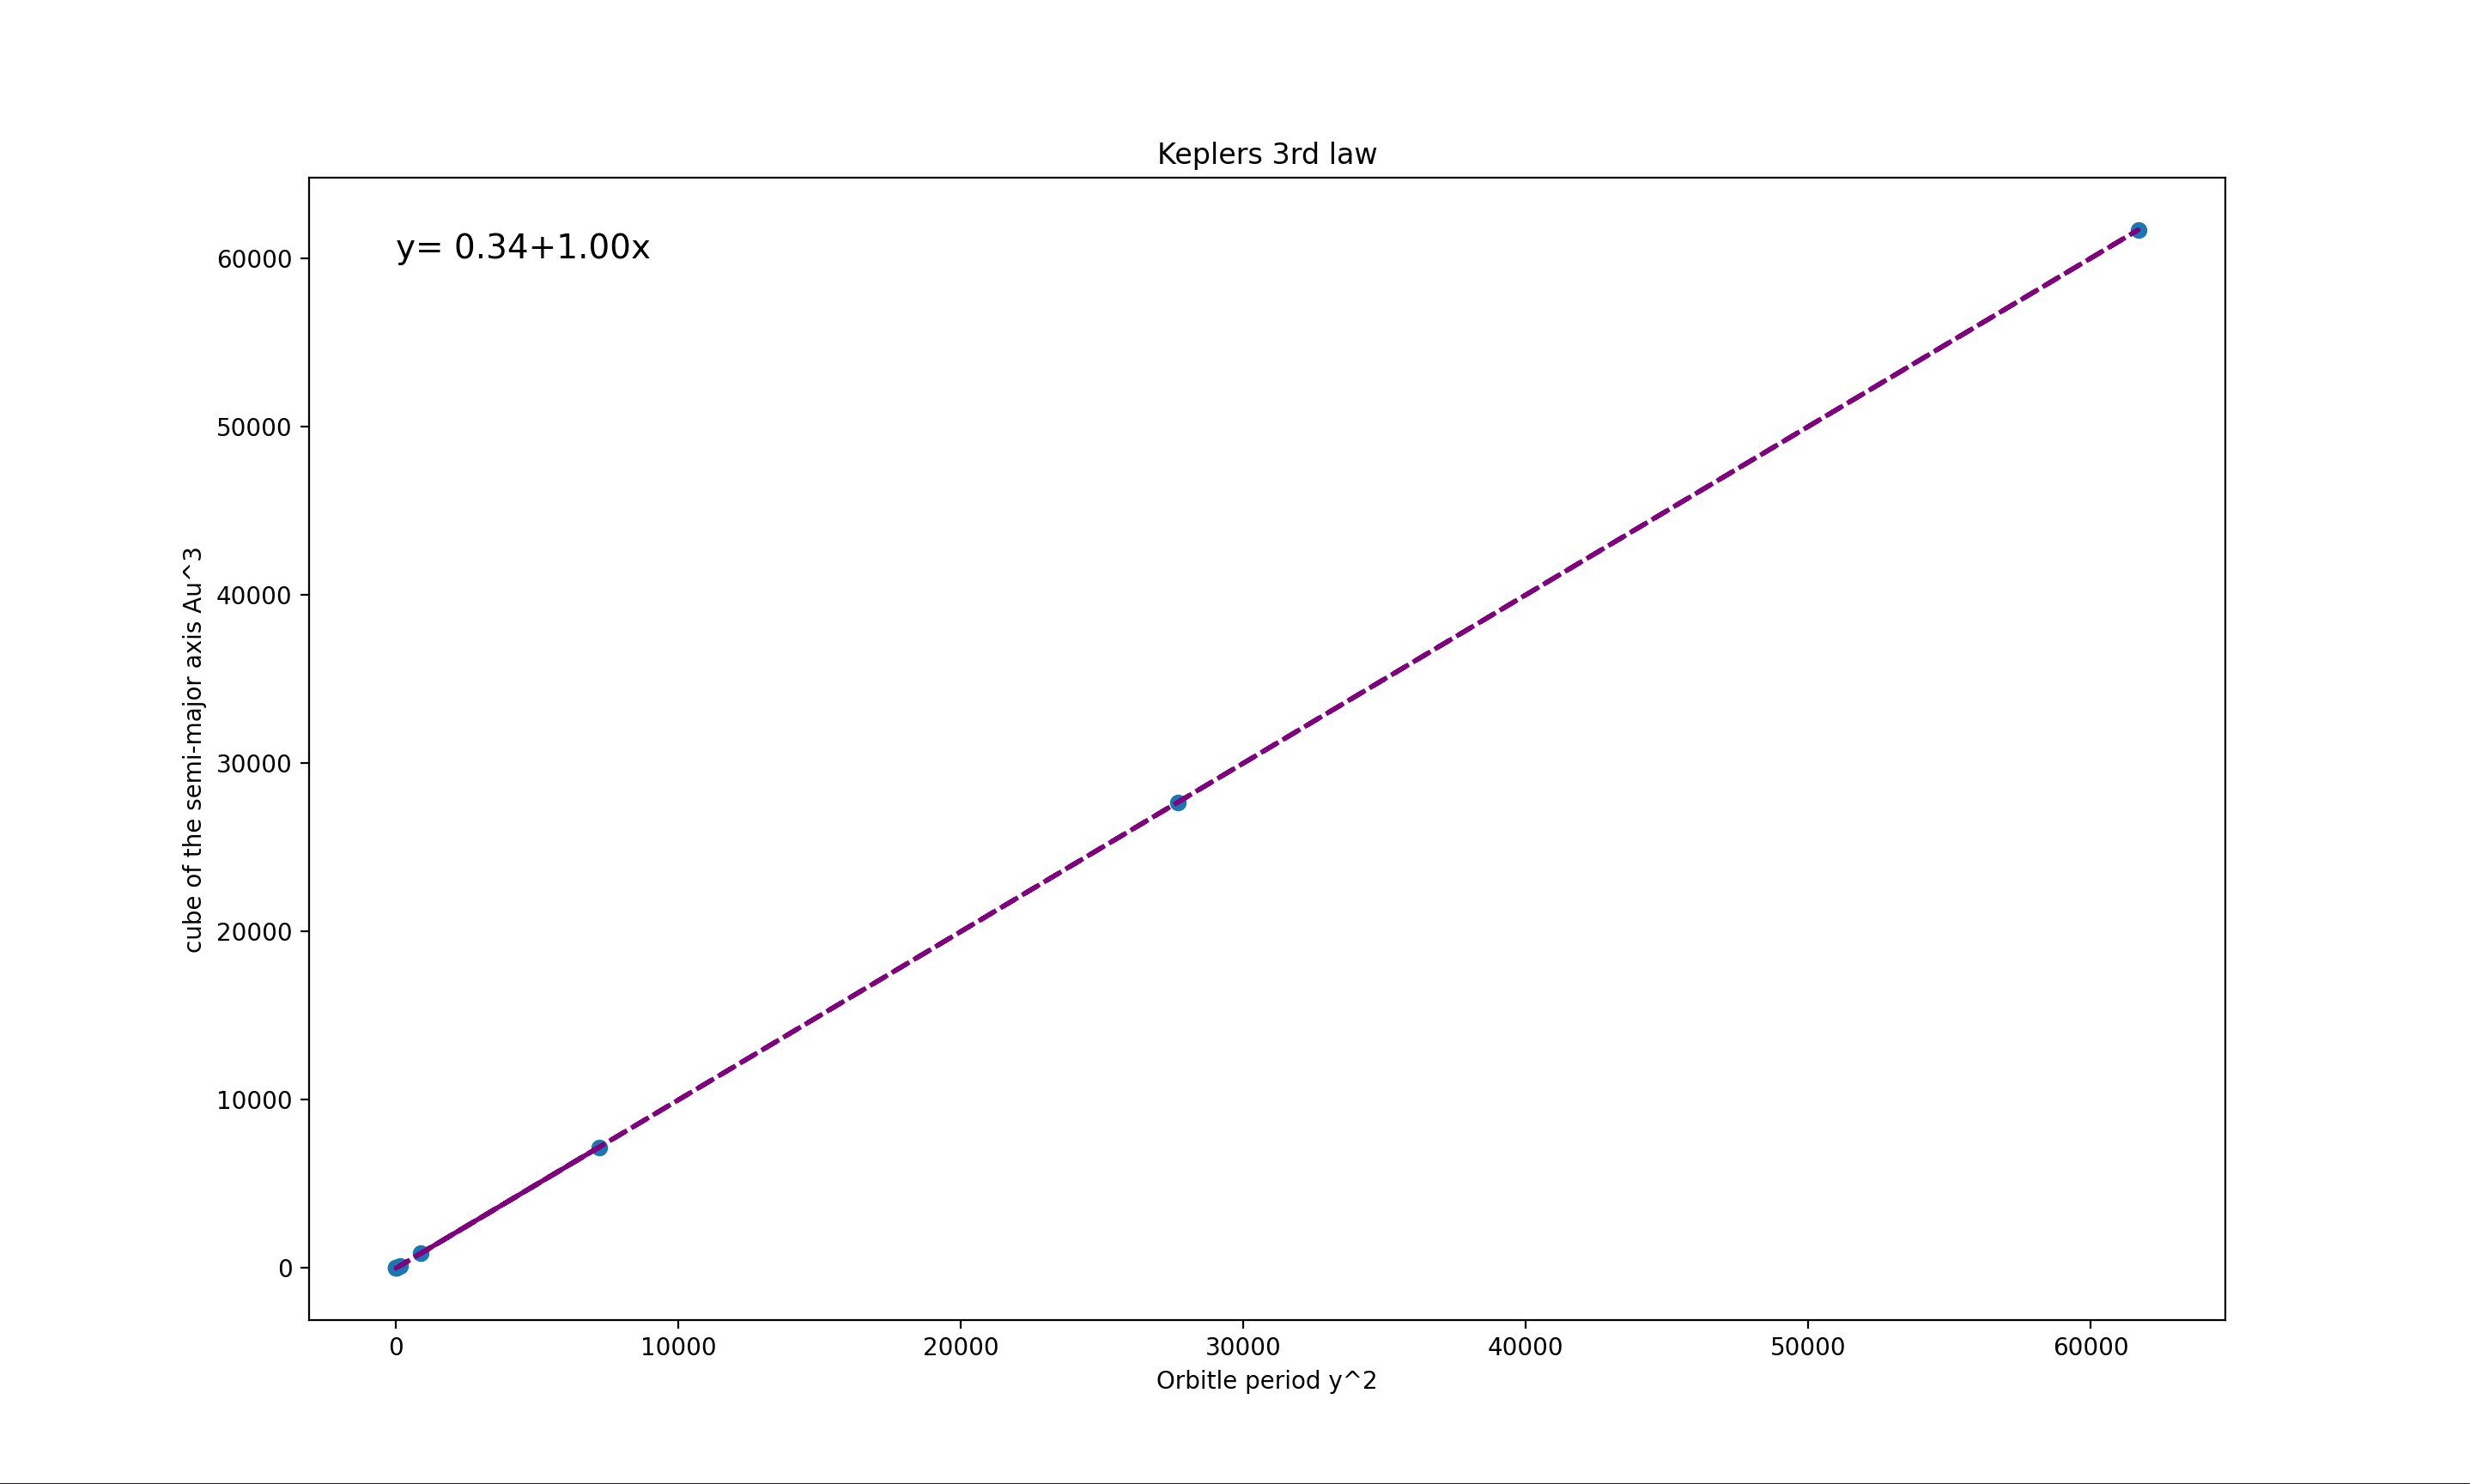 Keplers 3rd law
y= 0.34+1.00x
60000
50000
40000
30000
20000
10000
0
cube of the semi-major axis Au^3
0 10000 20000 30000 40000 50000 60000
Orbitle period y^2